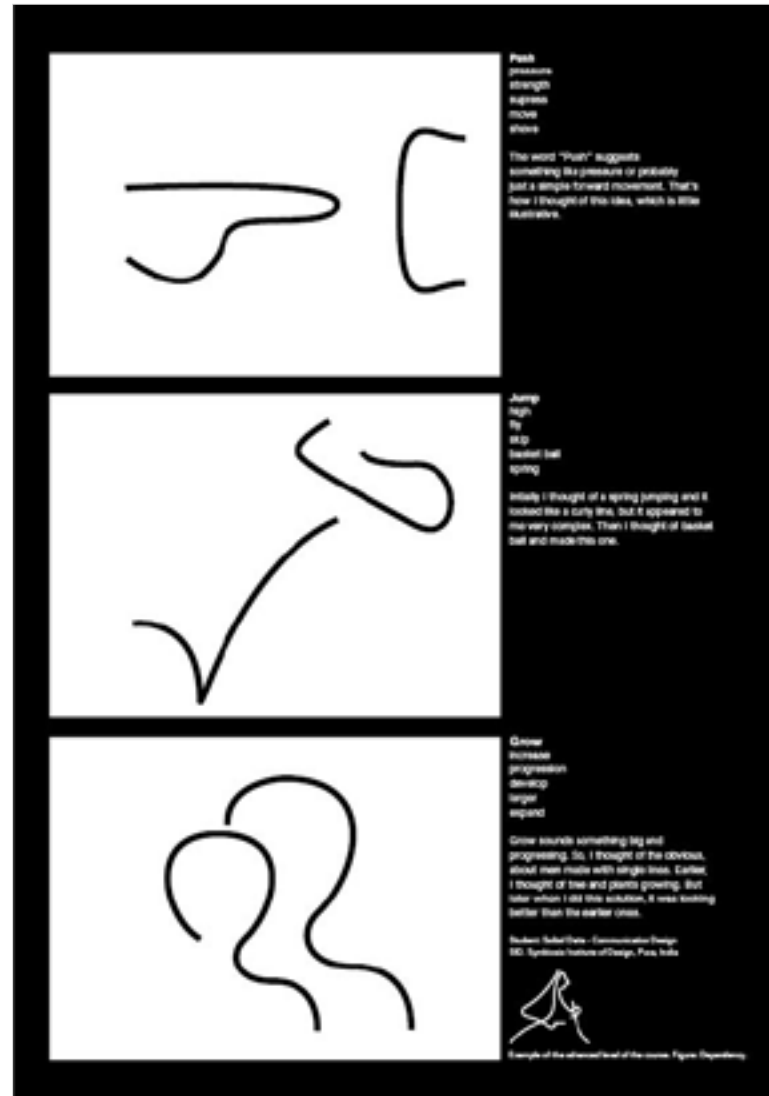 Push
pressure
strength
supress
move
shove
The word "Push" suggests
something like pressure or probably
just a simple forward movement. That's
how I thought of this idea, which is little
illustrative.
Jump
high
fly
skip
basket ball
spring
Initially I thought of a spring jumping and it
looked like a curly line, but it appeared to
me very complex. Then I thought of basket
ball and made this one.
Grow
increase
progression
develop
larger
expand
Grow sounds something big and
progressing. So, I thought of the obvious,
about men made with single lines. Earlier,
I thought of tree and plants growing. But
later when I did this solution, it was looking
better than the earlier ones.
Student: - Communication Design
SID, Symbiosis Institute of Design, India
Example of the advanced level of the course. Figure: Dependency.